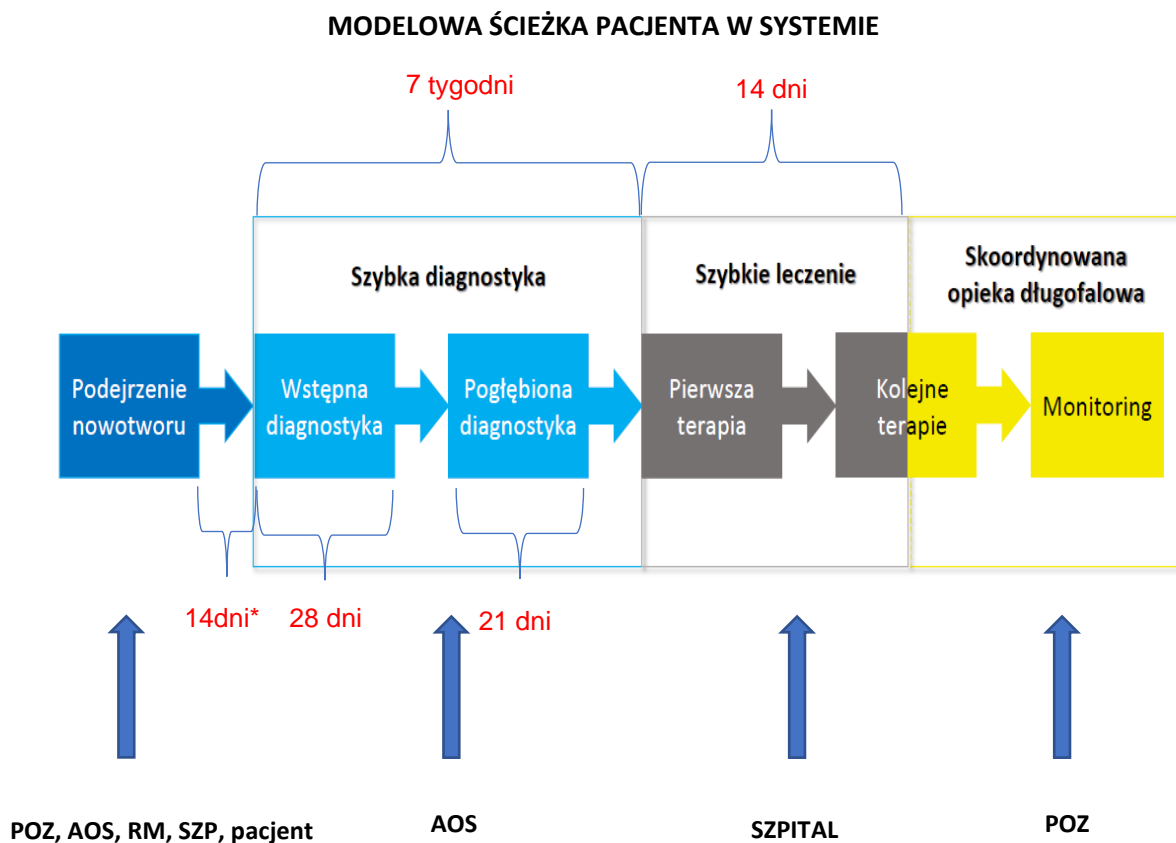 MODELOWA ŚCIEŻKA PACJENTA W SYSTEMIE
7 tygodni
14 dni
Szybka diagnostyka
Szybkie leczenie
Skoordynowana
opieka długofalowa
Podejrzenie
nowotworu
Wstępna
diagnostyka
Pogłębiona
diagnostyka
Pierwsza
terapia
Kolejne
terapie
Monitoring
14dni*
28 dni
21 dni
POZ, AOS, RM, SZP, pacjent
AOS
SZPITAL
POZ